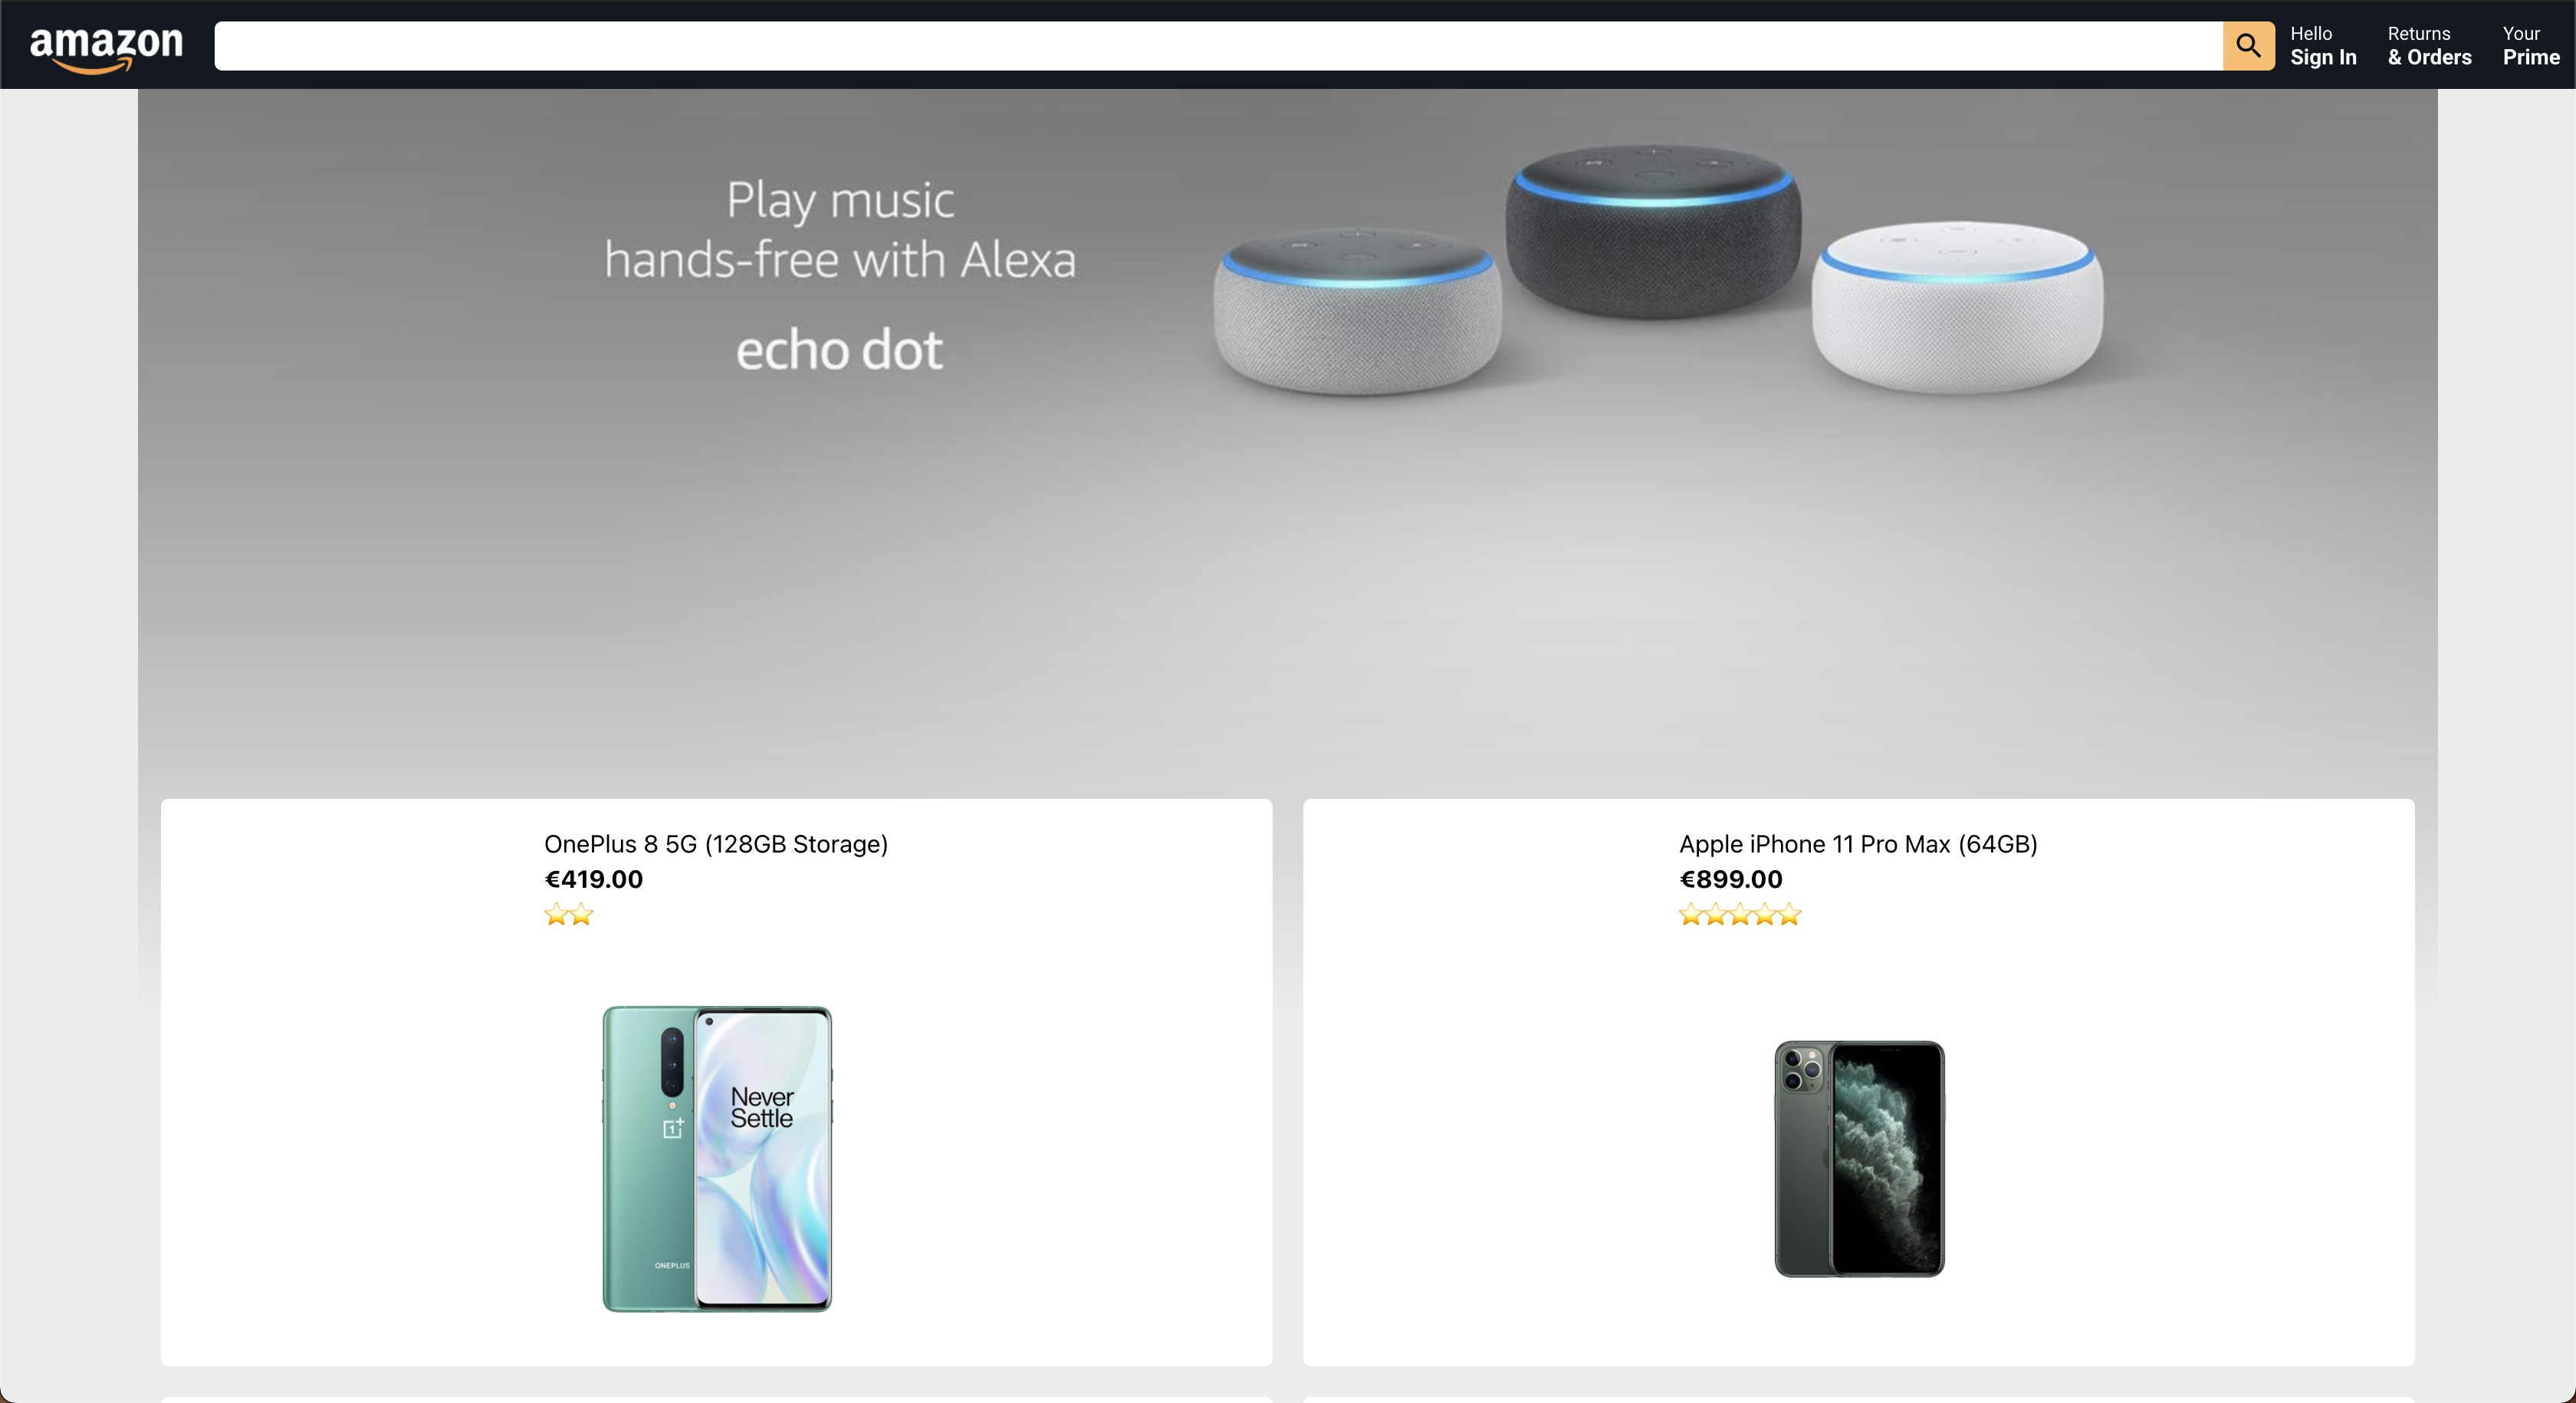 amazon
Hello
Sign In
Returns
& Orders
Your
Prime
Play music
hands-free with Alexa
echo dot
OnePlus 8 5G (128GB Storage)
€419.00
Apple iPhone 11 Pro Max (64GB)
€899.00
Never
Settle
1+
ONEPLUS